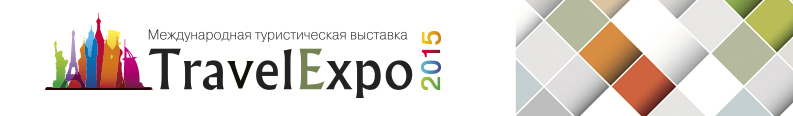 Международная туристическая выставка
TravelExpo 2015